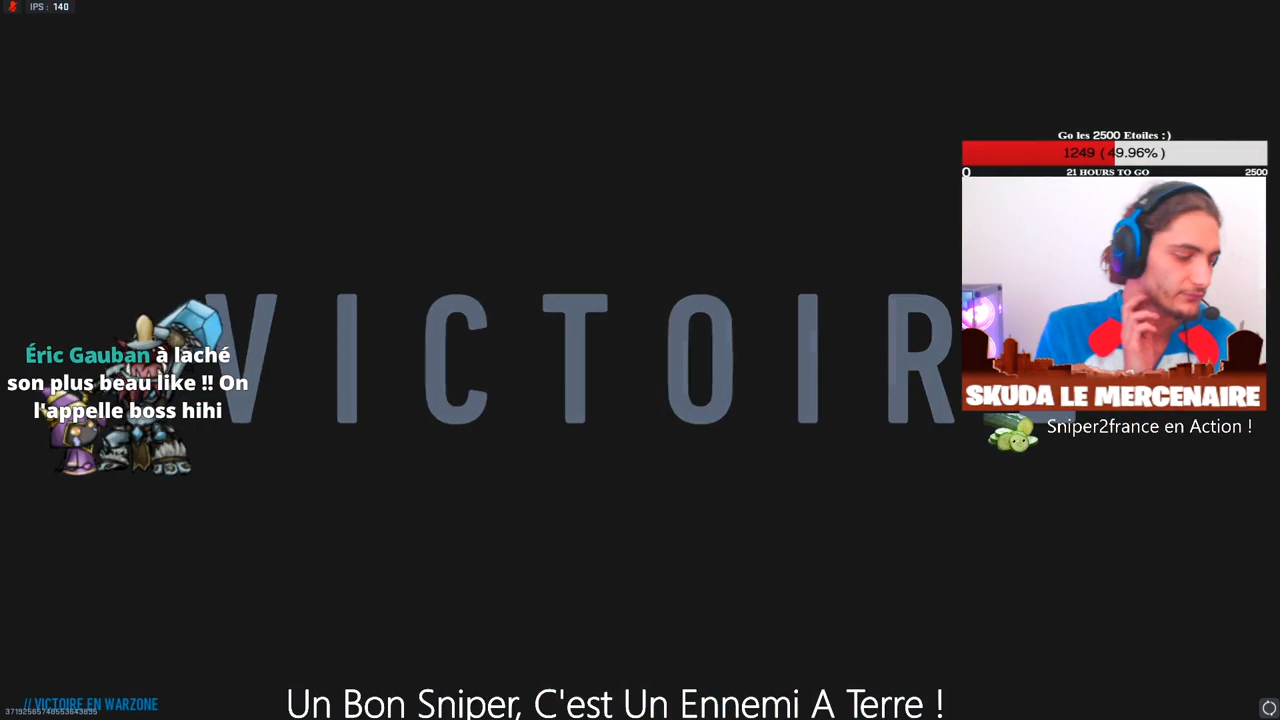 IPS : 140
Go les 2500 Etoiles :)
1249 (49.96%)
0 21 HOURS TO GO 2500
VICTOIR
Éric Gauban à laché
son plus beau like !! On
l'appelle boss hihi
SKUDA LE MERCENAIRE
Sniper2france en Action !
// VICTOIRE EN WARZONE
Un Bon Sniper, C'est Un Ennemi A Terre !